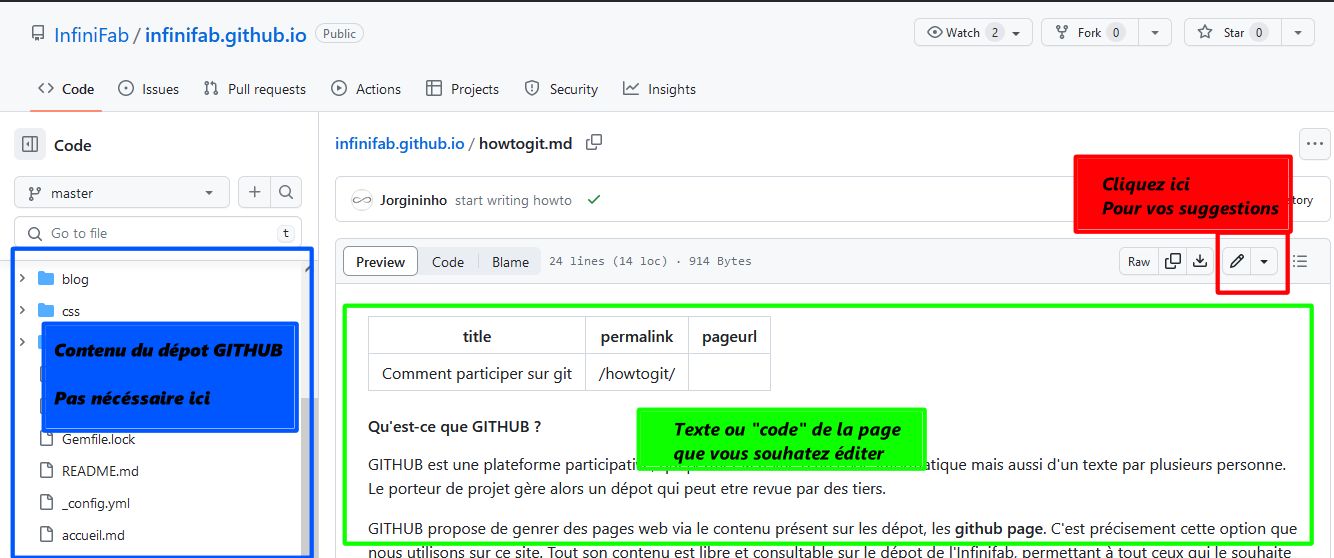 InfiniFab / infinifab.github.io Public
Watch 2
Fork 0
Star 0
Code
Issues
Pull requests
Actions
Projects
Security
Insights
Code
master
Go to file t
blog
css
Contenu du dépot GITHUB
Pas nécéssaire ici
Gemfile.lock
README.md
_config.yml
accueil.md
infinifab.github.io / howtogit.md
Cliquez ici
Pour vos suggestions
Jorgininho start writing howto
Preview Code Blame 24 lines (14 loc) · 914 Bytes
Raw
title permalink pageurl
Comment participer sur git /howtogit/
Qu'est-ce que GITHUB ?
Texte ou "code" de la page
que vous souhatez éditer
GITHUB est une plateforme mais aussi d'un texte par plusieurs personne.
Le porteur de projet gère alors un dépot qui peut etre revue par des tiers.
GITHUB propose de genrer des pages web via le contenu présent sur les dépot, les github page. C'est précisément cette option que
nous utilisons sur ce site. Tout son contenu est libre et consultable sur le dépot de l'Infinifab, permettant à tout ceux qui le souhaite